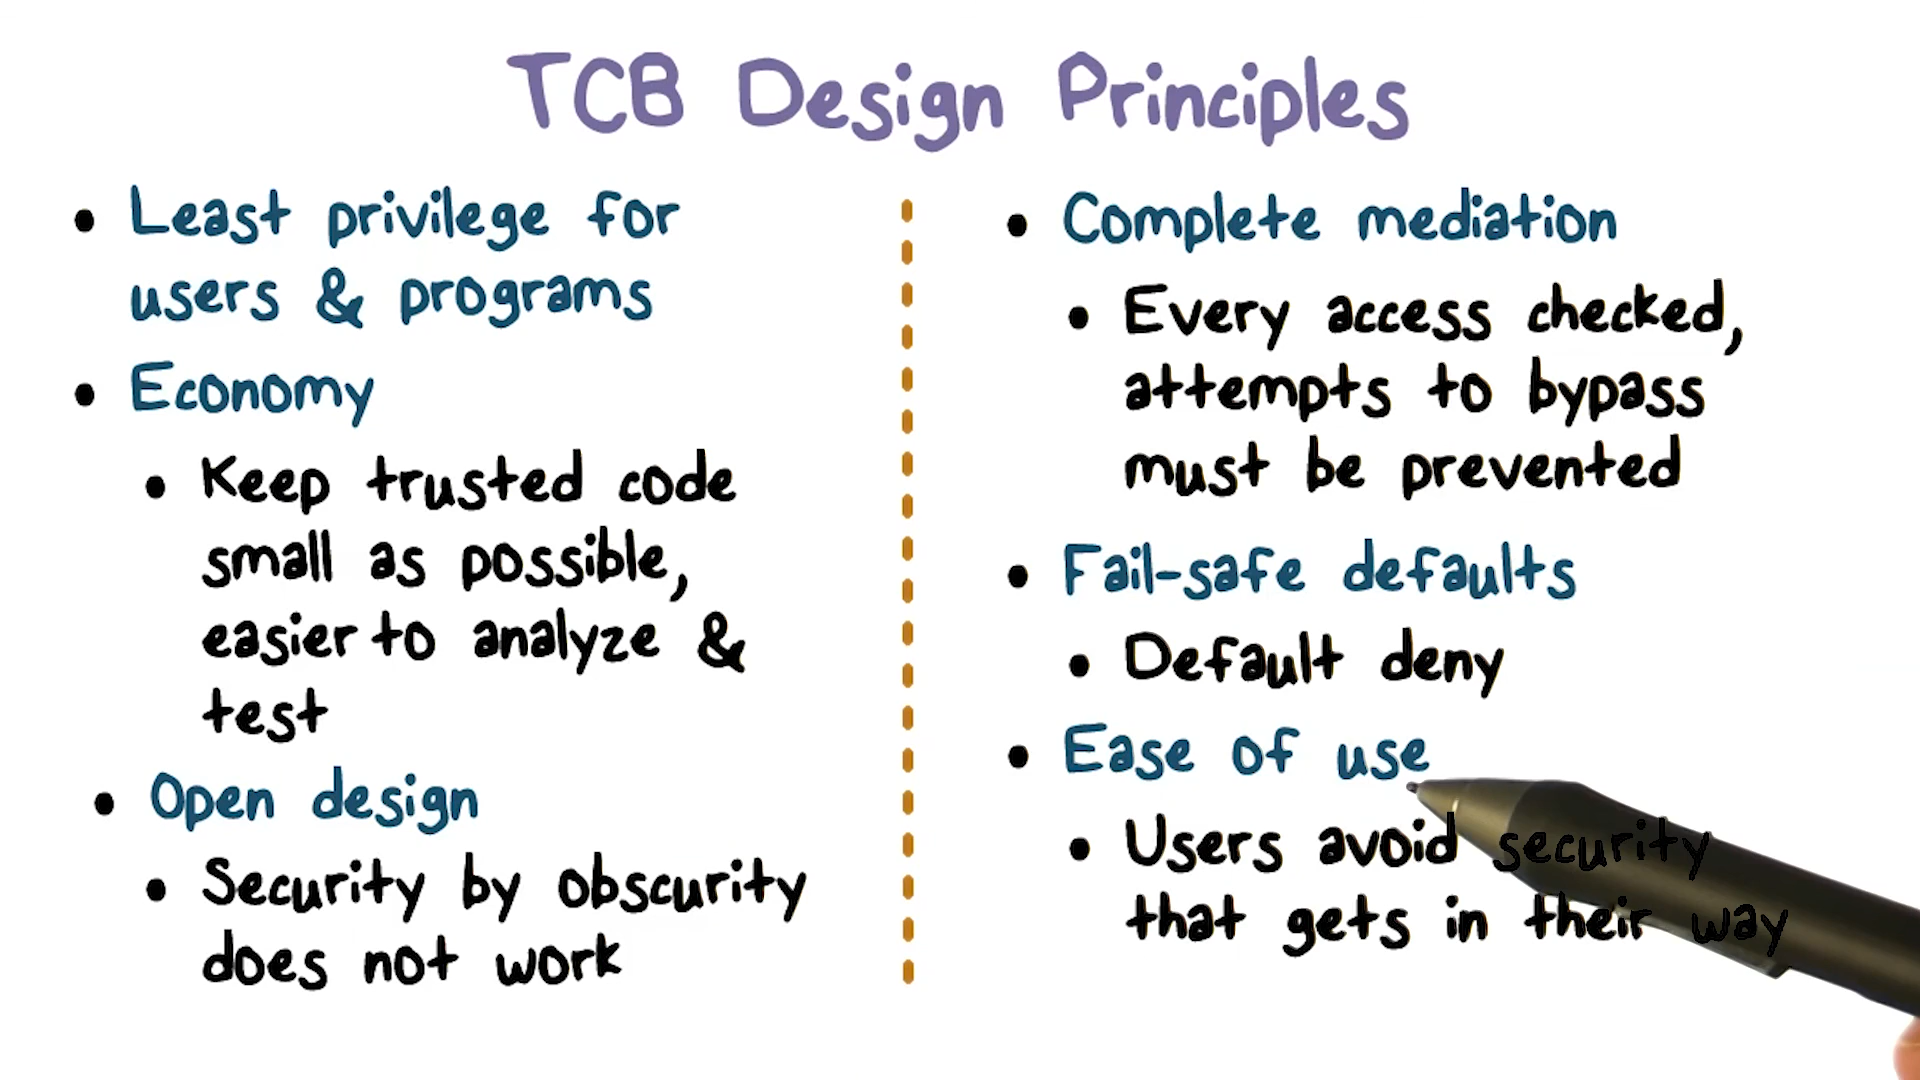 TCB Design Principles
• Least privilege for
users & programs
• Economy
• Keep trusted code
small as possible,
easier to analyze &
test
• Open design
• Security by obscurity
does not work
• Complete mediation
• Every access checked,
attempts to bypass
must be prevented
• Fail-safe defaults
• Default deny
• Ease of use
• Users avoid security
that gets in their way